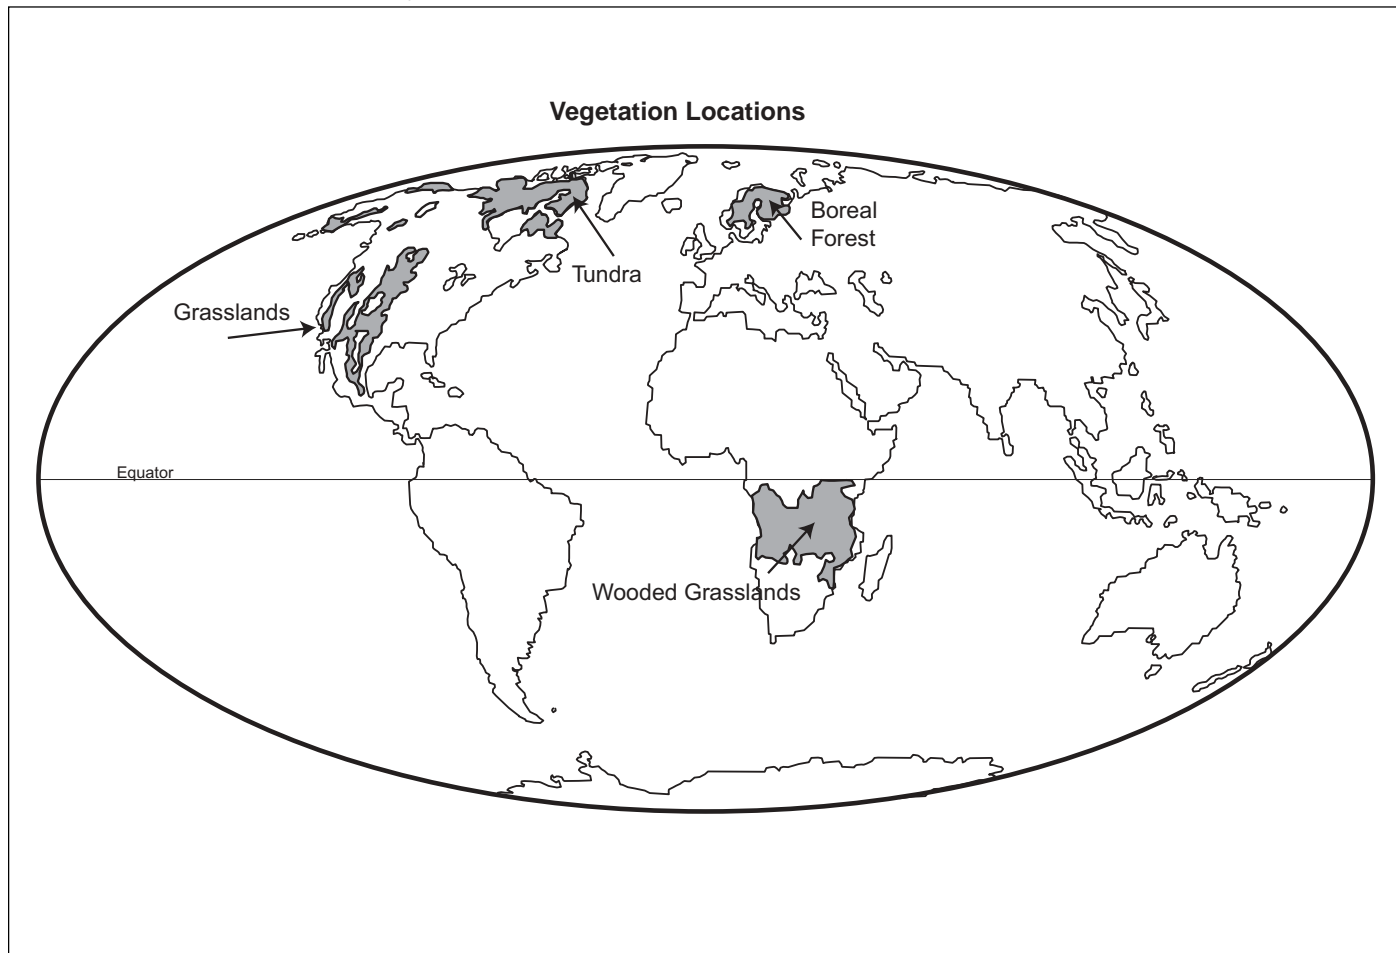 Vegetation Locations
Boreal
Forest
Tundra
Grasslands
Equator
Wooded Grasslands